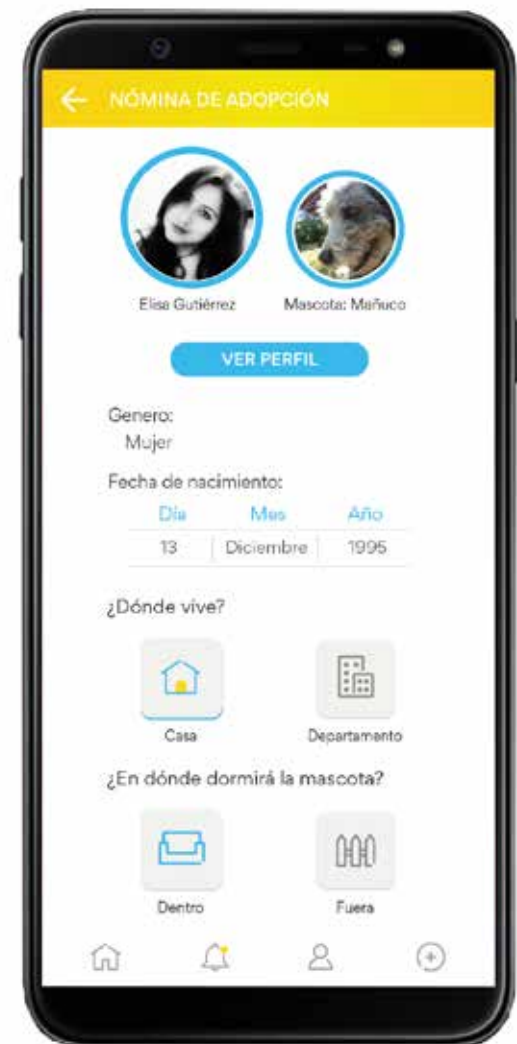 NÓMINA DE ADOPCIÓN
Elisa Gutiérrez Mascota: Mañuco
VER PERFIL
Genero:
Mujer
Fecha de nacimiento:
Día Mes Año
13 Diciembre 1995
¿Dónde vive?
Casa Departamento
¿En dónde dormirá la mascota?
Dentro Fuera